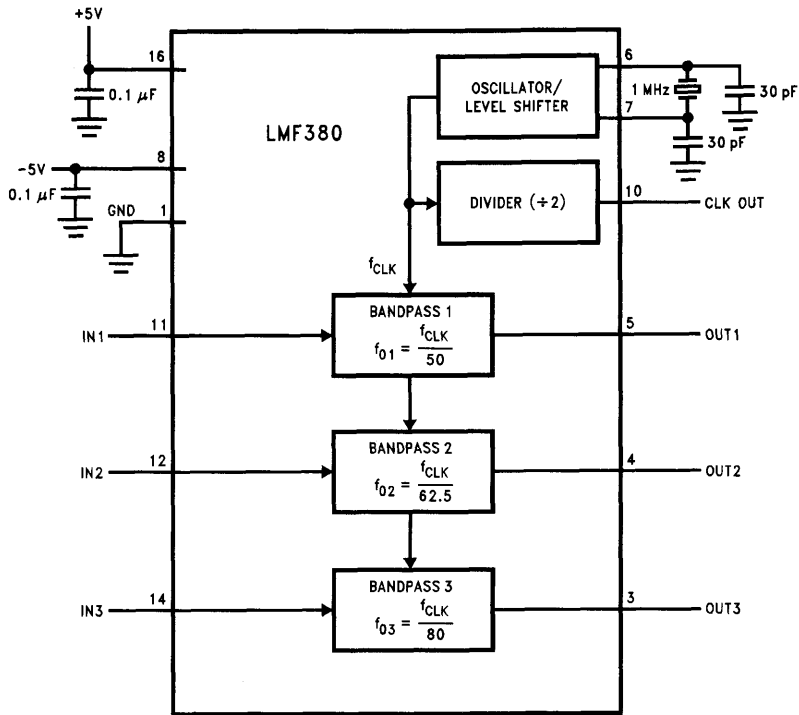 +5V
16
0.1 μF
LMF380
OSCILLATOR/
LEVEL SHIFTER
6
1 MHz
30 pF
7
30 pF
-5V
8
0.1 μF
GND
1
DIVIDER (÷2)
10
CLK OUT
fCLK
IN1
11
BANDPASS 1
f01 = fCLK
50
5
OUT1
IN2
12
BANDPASS 2
f02 = fCLK
62.5
4
OUT2
IN3
14
BANDPASS 3
f03 = fCLK
80
3
OUT3